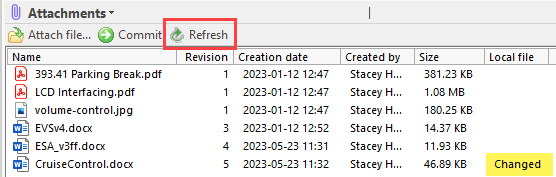 Attachments
Attach file... Commit Refresh
Name Revision Creation date Created by Size Local file
393.41 Parking Break.pdf 1 2023-01-12 12:47 Stacey H... 381.23 KB
LCD Interfacing.pdf 1 2023-01-12 12:47 Stacey H... 1.08 MB
volume-control.jpg 1 2023-01-12 12:47 Stacey H... 180.25 KB
EVSv4.docx 3 2023-01-12 12:52 Stacey H... 14.37 KB
ESA_v3ff.docx 4 2023-05-23 11:31 Stacey H... 11.93 KB
CruiseControl.docx 5 2023-05-23 11:32 Stacey H... 46.89 KB Changed